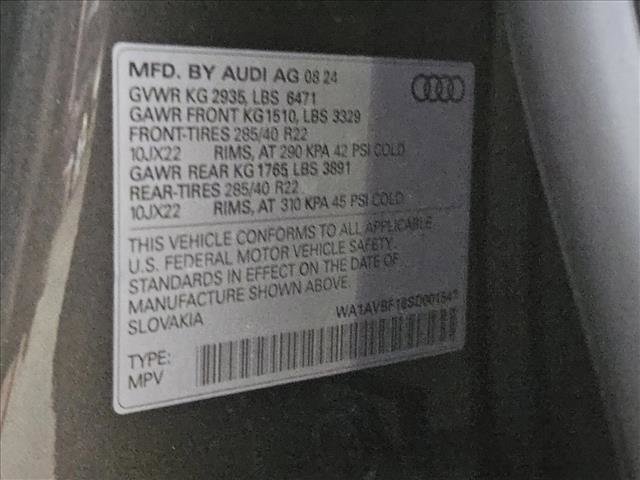 MFD. BY AUDI AG 08 24
GVWR KG 2935, LBS 6471
GAWR FRONT KG1510, LBS 3329
FRONT-TIRES 285/40 R22
10JX22 RIMS, AT 290 KPA 42 PSI COLD
GAWR REAR KG 1765, LBS 3891
REAR-TIRES 285/40 R22
10JX22 RIMS, AT 310 KPA 45 PSI COLD
THIS VEHICLE CONFORMS TO ALL APPLICABLE
U.S. FEDERAL MOTOR VEHICLE SAFETY
STANDARDS IN EFFECT ON THE DATE OF
MANUFACTURE SHOWN ABOVE.
SLOVAKIA
TYPE:
MPV